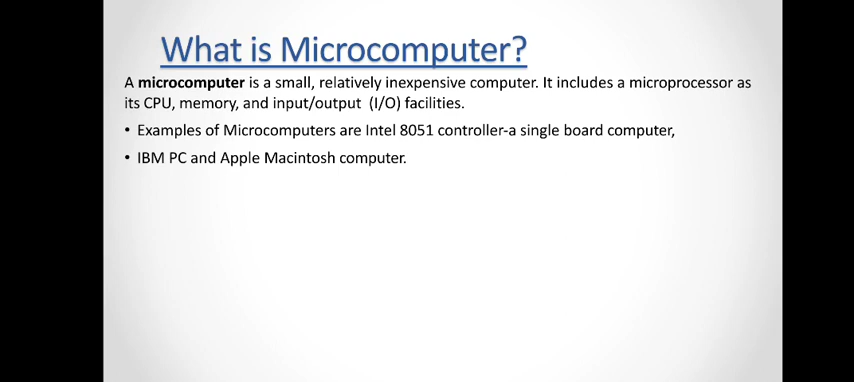 What is Microcomputer?
A microcomputer is a small, relatively inexpensive computer. It includes a microprocessor as
its CPU, memory, and input/output (I/O) facilities.
• Examples of Microcomputers are Intel 8051 controller-a single board computer,
• IBM PC and Apple Macintosh computer.